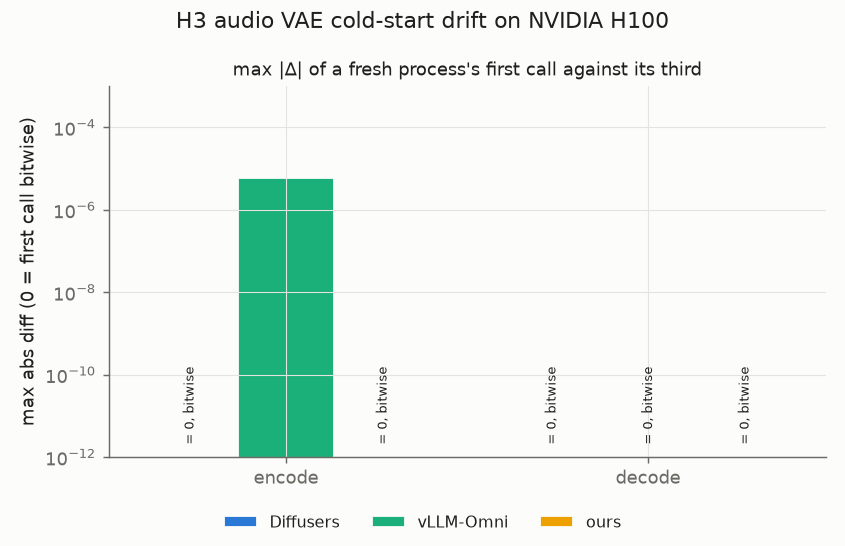 H3 audio VAE cold-start drift on NVIDIA H100
max |Δ| of a fresh process's first call against its third
max abs diff (0 = first call bitwise)
10⁻⁴
10⁻⁶
10⁻⁸
10⁻¹⁰
10⁻¹²
= 0, bitwise
= 0, bitwise
= 0, bitwise
= 0, bitwise
= 0, bitwise
encode
decode
Diffusers
vLLM-Omni
ours